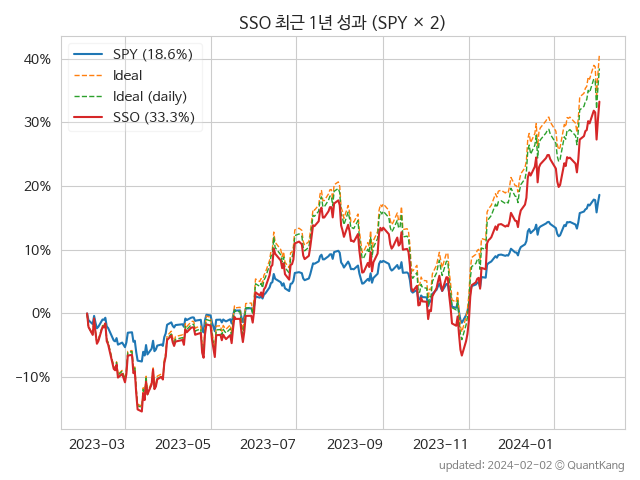 SSO 최근 1년 성과 (SPY × 2)
SPY (18.6%)
Ideal
Ideal (daily)
SSO (33.3%)
40%
30%
20%
10%
0%
−10%
2023-03 2023-05 2023-07 2023-09 2023-11 2024-01
updated: 2024-02-02 © QuantKang